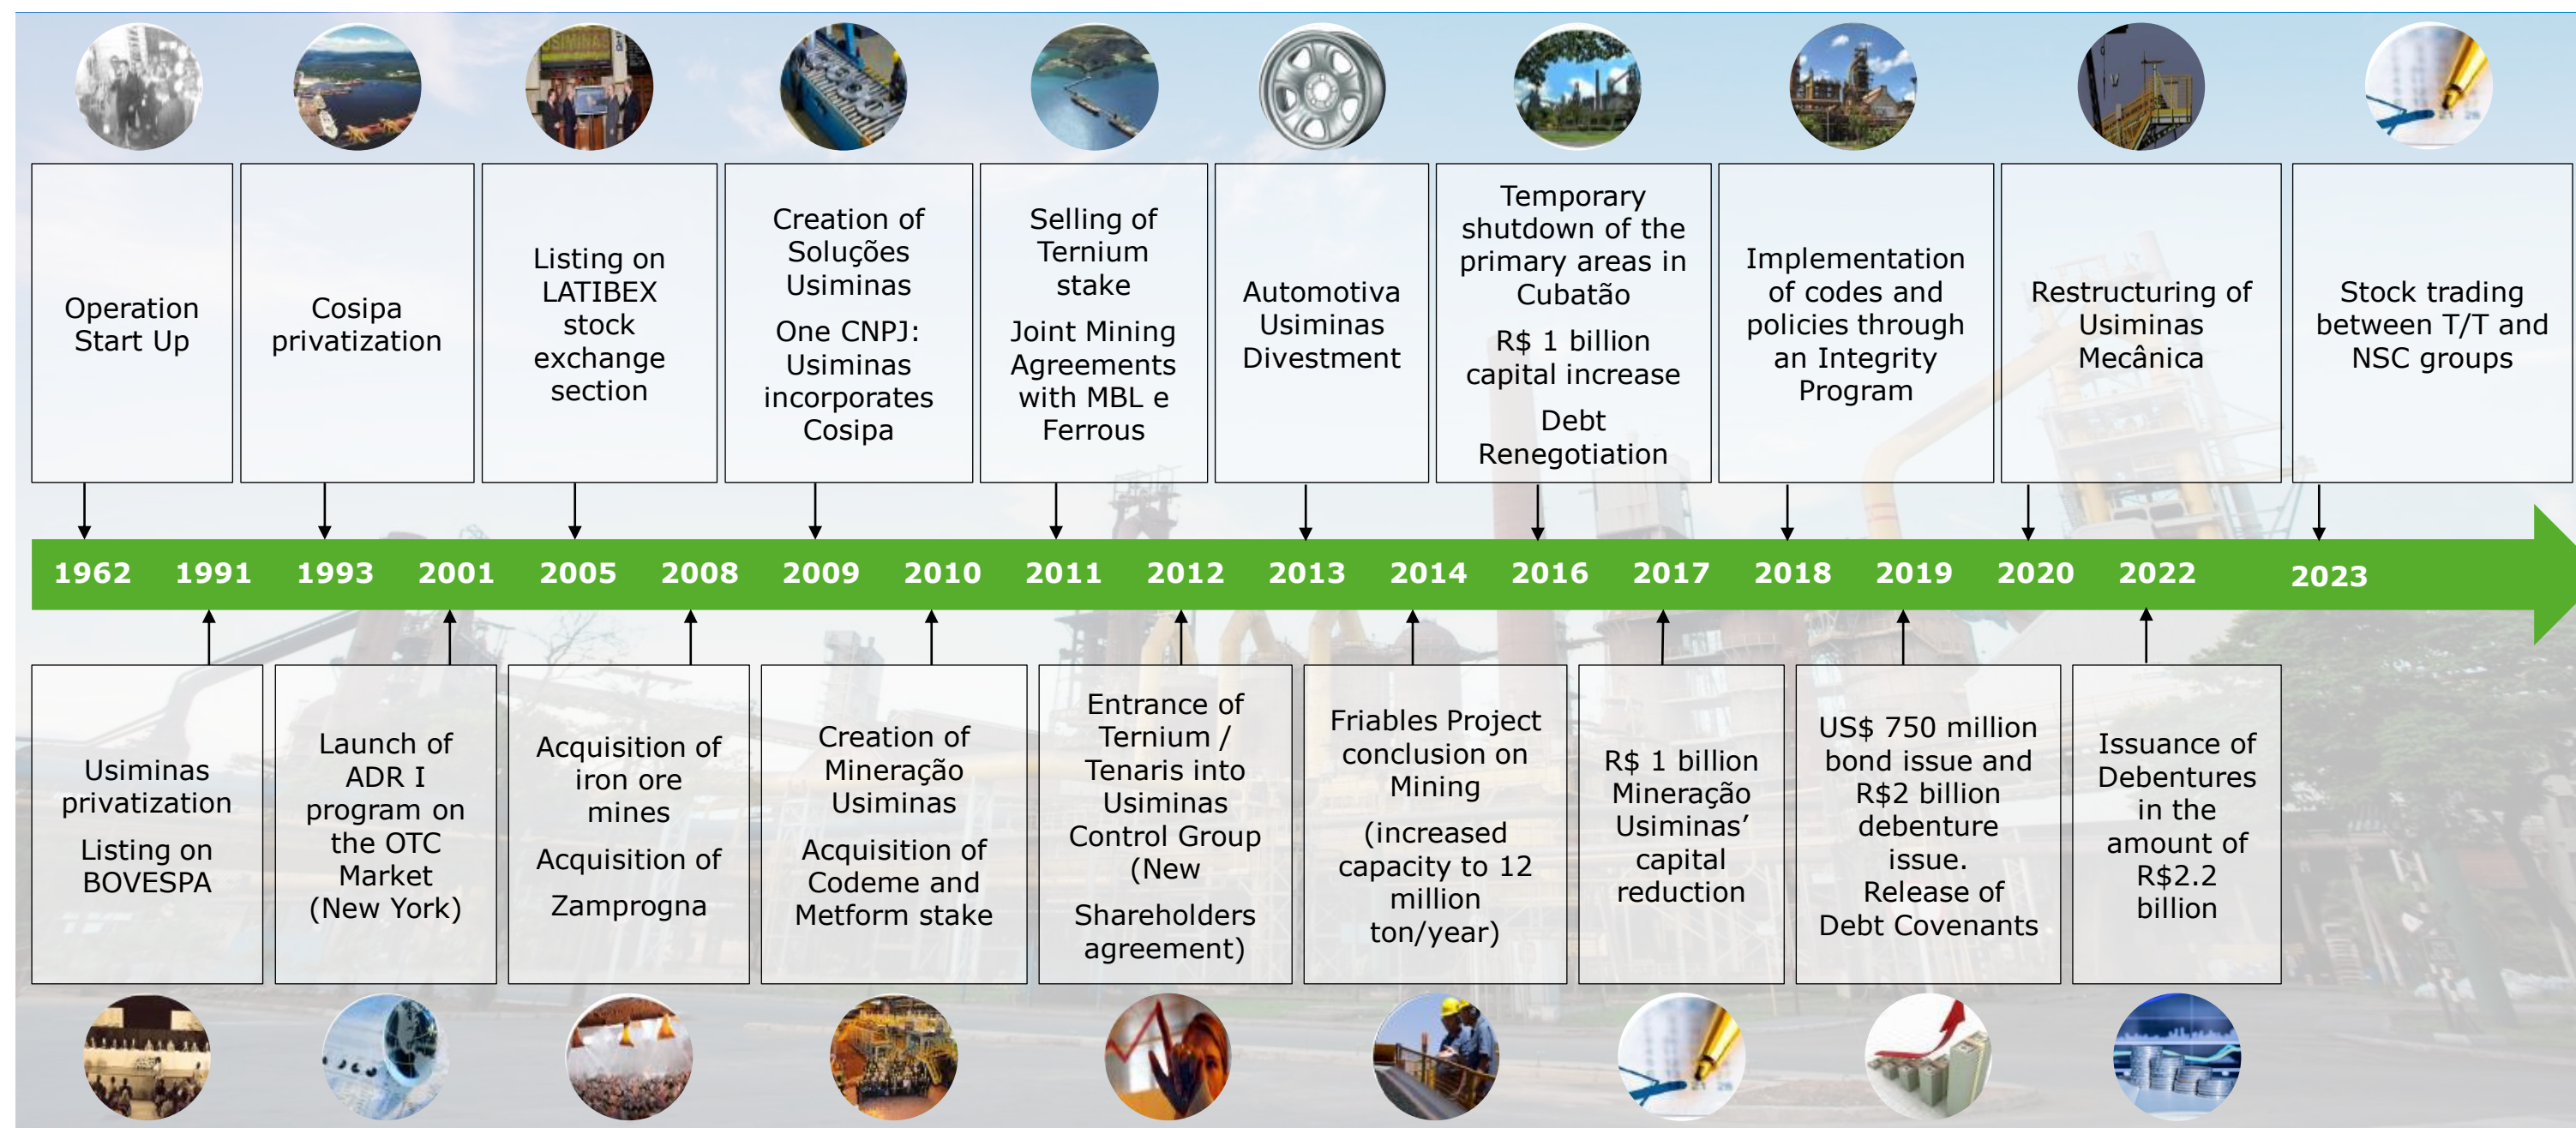 Operation
Start Up
Cosipa
privatization
Listing on
LATIBEX
stock
exchange
section
Creation of
Soluções
Usiminas
One CNPJ:
Usiminas
incorporates
Cosipa
Selling of
Ternium
stake
Joint Mining
Agreements
with MBL e
Ferrous
Automotiva
Usiminas
Divestment
Temporary
shutdown of the
primary areas in
Cubatão
R$ 1 billion
capital increase
Debt
Renegotiation
Implementation
of codes and
policies through
an Integrity
Program
Restructuring of
Usiminas
Mecânica
Stock trading
between T/T and
NSC groups
1962 1991 1993 2001 2005 2008 2009 2010 2011 2012 2013 2014 2016 2017 2018 2019 2020 2022 2023
Usiminas
privatization
Listing on
BOVESPA
Launch of
ADR I
program on
the OTC
Market
(New York)
Acquisition of
iron ore
mines
Acquisition of
Zamprogna
Creation of
Mineração
Usiminas
Acquisition of
Codeme and
Metform stake
Entrance of
Ternium /
Tenaris into
Usiminas
Control Group
(New
Shareholders
agreement)
Friables Project
conclusion on
Mining
(increased
capacity to 12
million
ton/year)
R$ 1 billion
Mineração
Usiminas’
capital
reduction
US$ 750 million
bond issue and
R$2 billion
debenture
issue.
Release of
Debt Covenants
Issuance of
Debentures
in the
amount of
R$2.2
billion